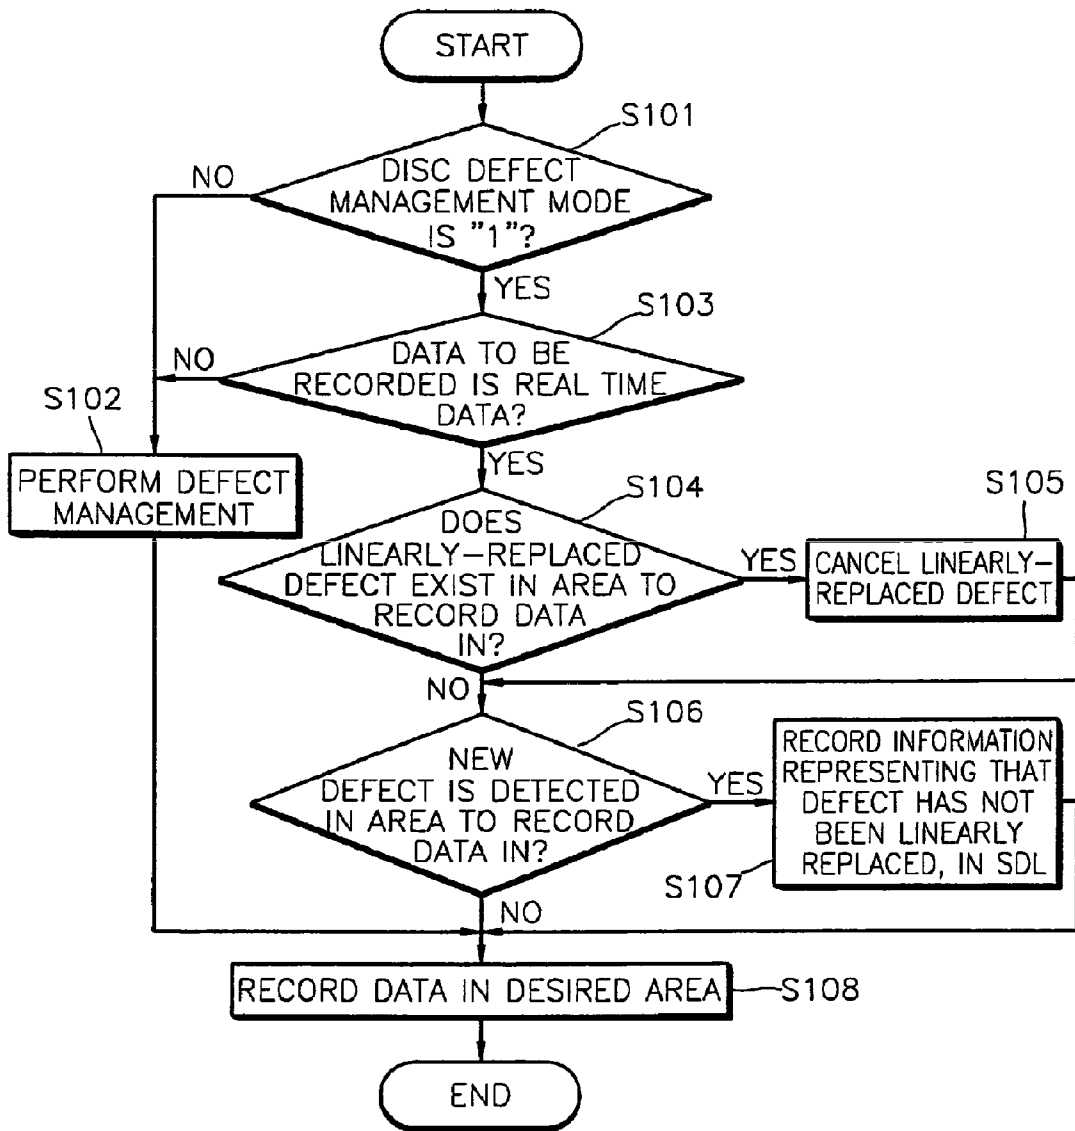 START
S101
DISC DEFECT
MANAGEMENT MODE
IS "1"?
NO
YES
S103
DATA TO BE
RECORDED IS REAL TIME
DATA?
NO
S102
PERFORM DEFECT
MANAGEMENT
YES
S104
DOES
LINEARLY-REPLACED
DEFECT EXIST IN AREA TO
RECORD DATA
IN?
YES
S105
CANCEL LINEARLY-
REPLACED DEFECT
NO
S106
NEW
DEFECT IS DETECTED
IN AREA TO RECORD
DATA IN?
YES
RECORD INFORMATION
REPRESENTING THAT
DEFECT HAS NOT
BEEN LINEARLY
REPLACED, IN SDL
S107
NO
RECORD DATA IN DESIRED AREA
S108
END